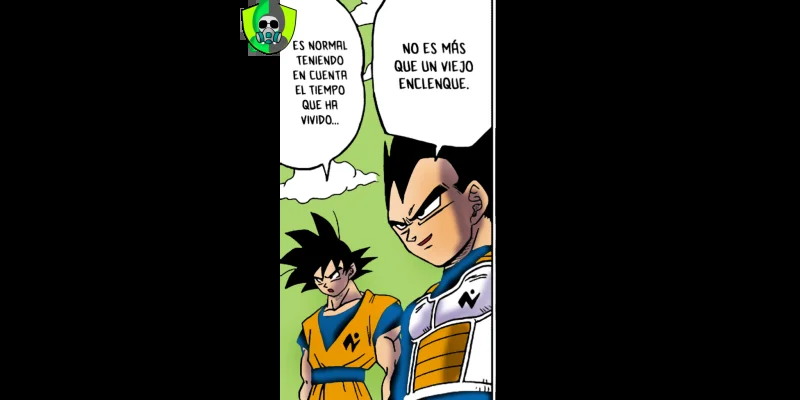 NO ES MÁS
QUE UN VIEJO
ENCLENQUE.
ES NORMAL
TENIENDO
EN CUENTA
EL TIEMPO
QUE HA
VIVIDO...